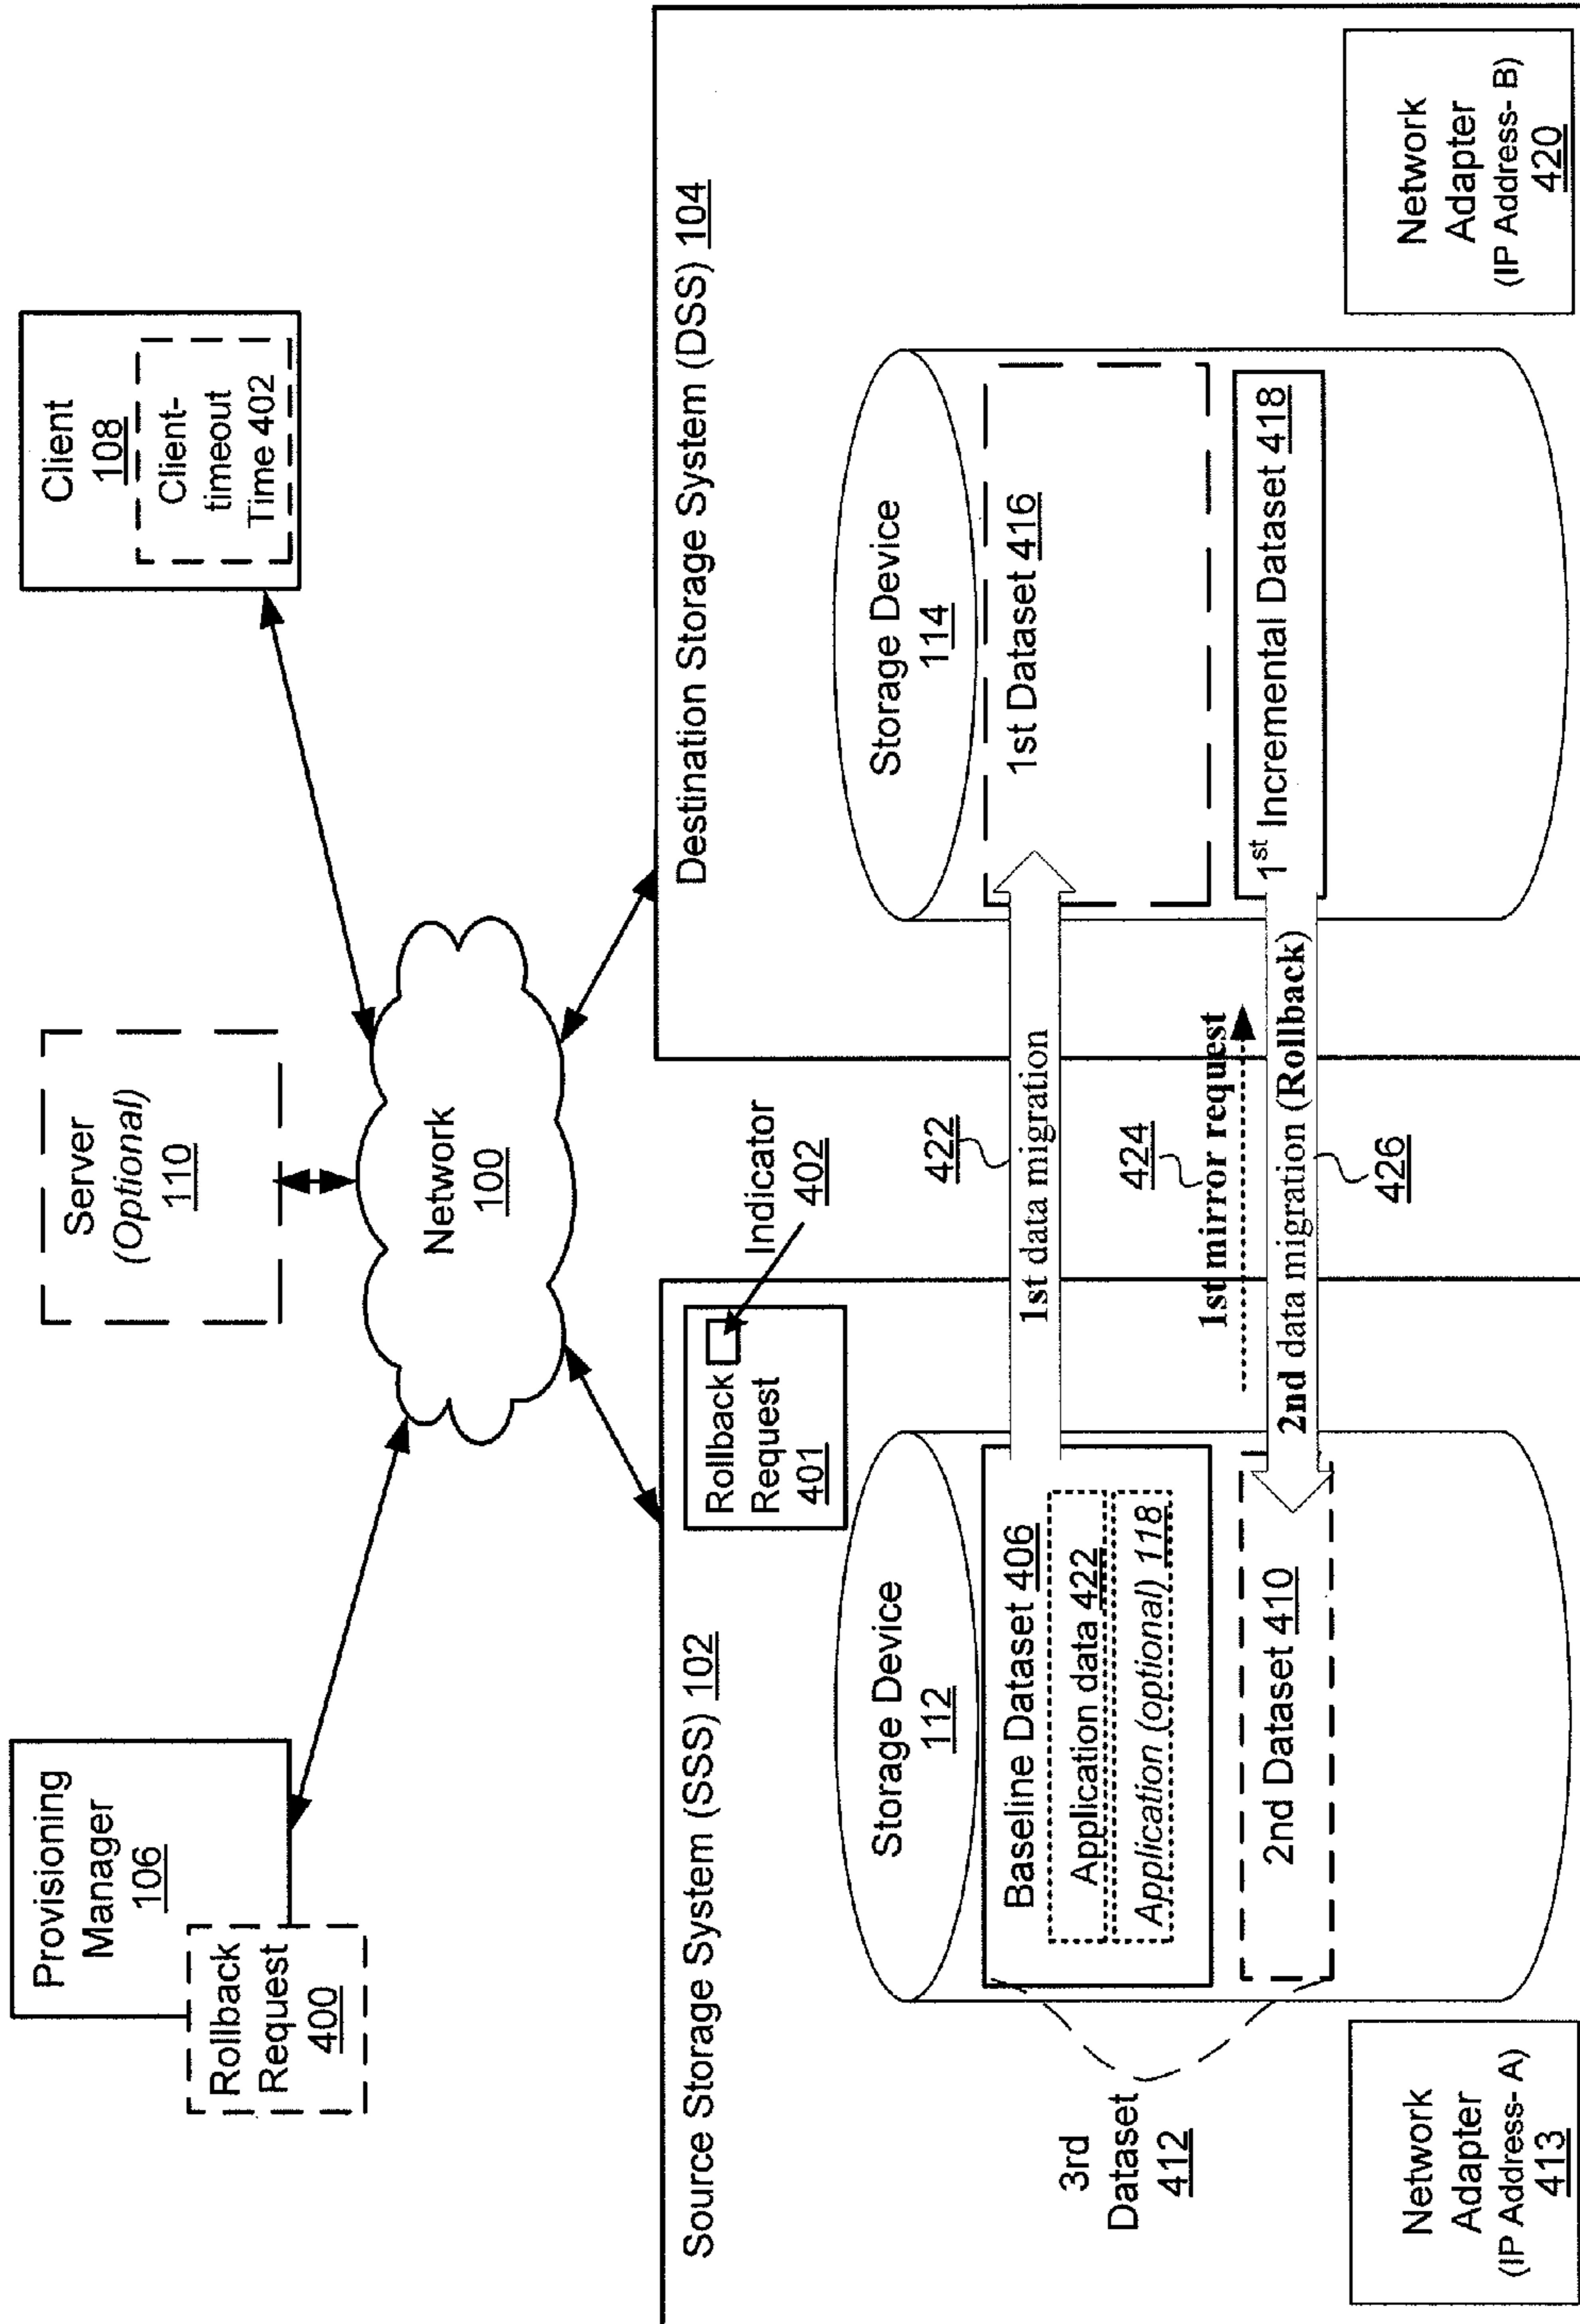 Provisioning
Manager
106
Rollback
Request
400
Server
(Optional)
110
Client
108
Client-
timeout
Time 402
Network
100
Source Storage System (SSS) 102
Rollback
Request
401
Indicator
402
Storage Device
112
Baseline Dataset 406
Application data 422
Application (optional) 118
2nd Dataset 410
3rd
Dataset
412
Network
Adapter
(IP Address- A)
413
422
1st data migration
424
1st mirror request
2nd data migration (Rollback)
426
Destination Storage System (DSS) 104
Storage Device
114
1st Dataset 416
1st Incremental Dataset 418
Network
Adapter
(IP Address- B)
420